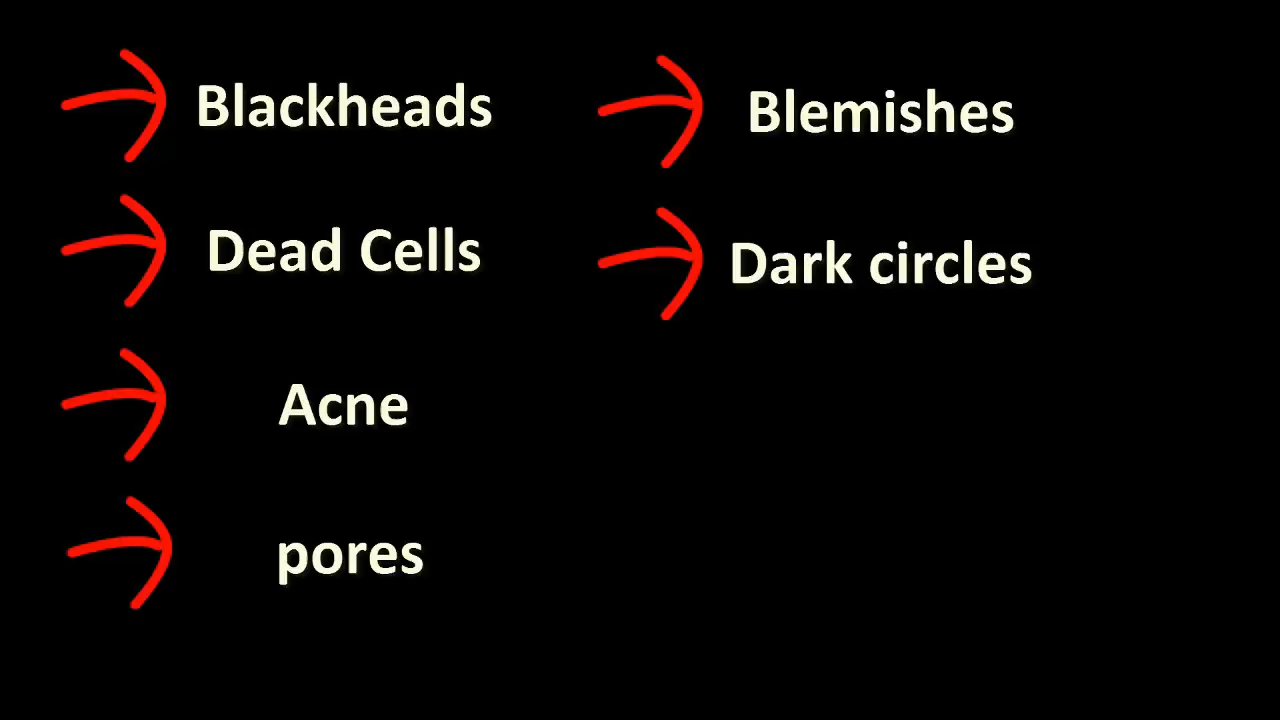 Blackheads
Dead Cells
Acne
pores
Blemishes
Dark circles